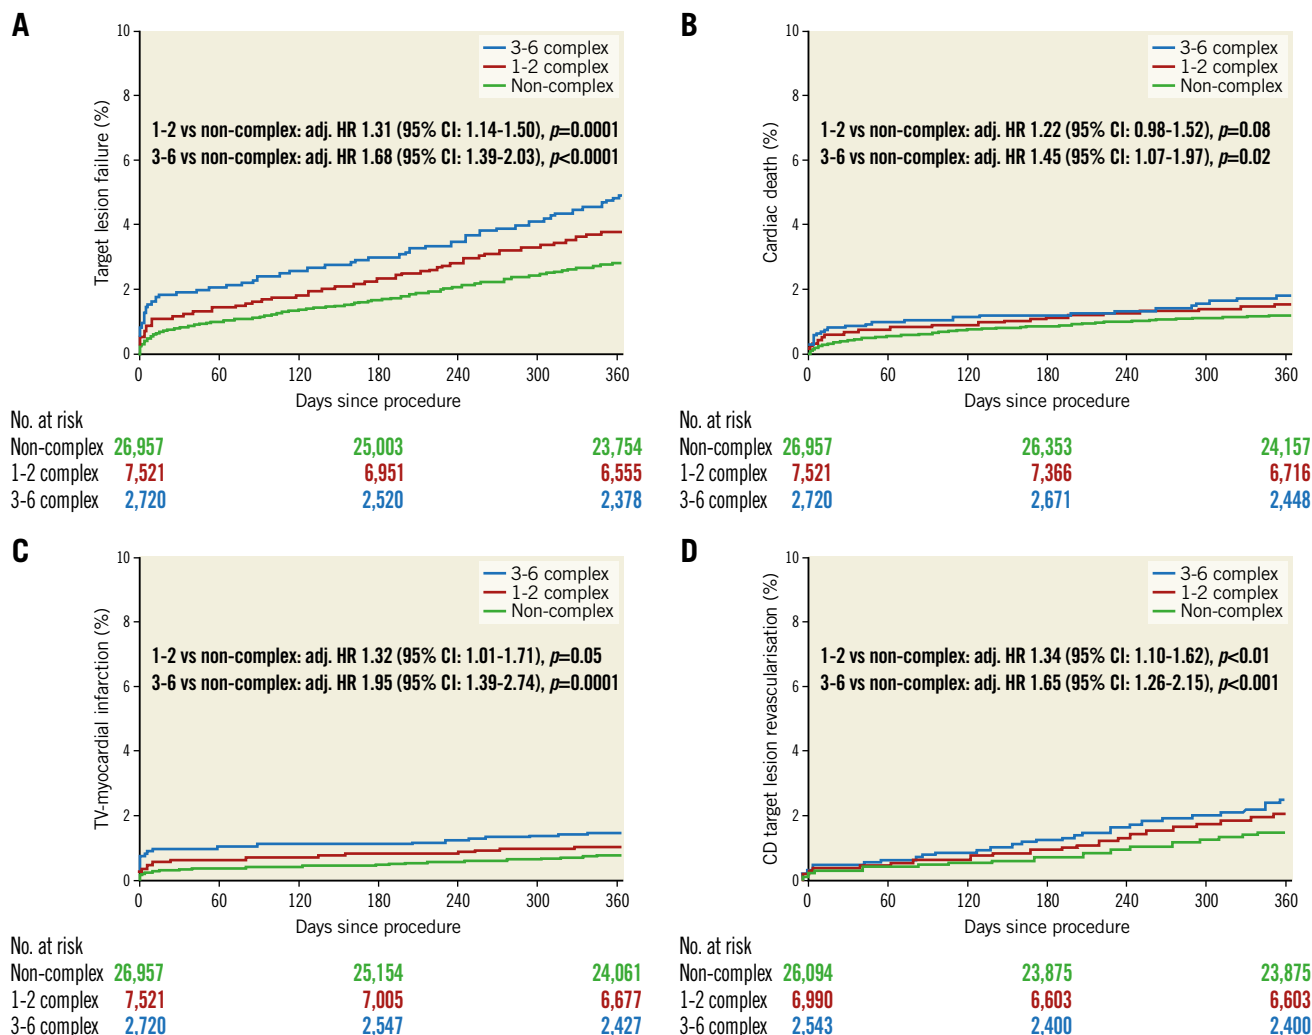 A
10
8
6
4
2
0
Target lesion failure (%)
3-6 complex
1-2 complex
Non-complex
1-2 vs non-complex: adj. HR 1.31 (95% CI: 1.14-1.50), p=0.0001
3-6 vs non-complex: adj. HR 1.68 (95% CI: 1.39-2.03), p<0.0001
0 60 120 180 240 300 360
Days since procedure
No. at risk
Non-complex 26,957 25,003 23,754
1-2 complex 7,521 6,951 6,555
3-6 complex 2,720 2,520 2,378
B
10
8
6
4
2
0
Cardiac death (%)
3-6 complex
1-2 complex
Non-complex
1-2 vs non-complex: adj. HR 1.22 (95% CI: 0.98-1.52), p=0.08
3-6 vs non-complex: adj. HR 1.45 (95% CI: 1.07-1.97), p=0.02
0 60 120 180 240 300 360
Days since procedure
No. at risk
Non-complex 26,957 26,353 24,157
1-2 complex 7,521 7,366 6,716
3-6 complex 2,720 2,671 2,448
C
10
8
6
4
2
0
TV-myocardial infarction (%)
3-6 complex
1-2 complex
Non-complex
1-2 vs non-complex: adj. HR 1.32 (95% CI: 1.01-1.71), p=0.05
3-6 vs non-complex: adj. HR 1.95 (95% CI: 1.39-2.74), p=0.0001
0 60 120 180 240 300 360
Days since procedure
No. at risk
Non-complex 26,957 25,154 24,061
1-2 complex 7,521 7,005 6,677
3-6 complex 2,720 2,547 2,427
D
10
8
6
4
2
0
CD target lesion revascularisation (%)
3-6 complex
1-2 complex
Non-complex
1-2 vs non-complex: adj. HR 1.34 (95% CI: 1.10-1.62), p<0.01
3-6 vs non-complex: adj. HR 1.65 (95% CI: 1.26-2.15), p<0.001
0 60 120 180 240 300 360
Days since procedure
No. at risk
Non-complex 26,094 23,875 23,875
1-2 complex 6,990 6,603 6,603
3-6 complex 2,543 2,400 2,400